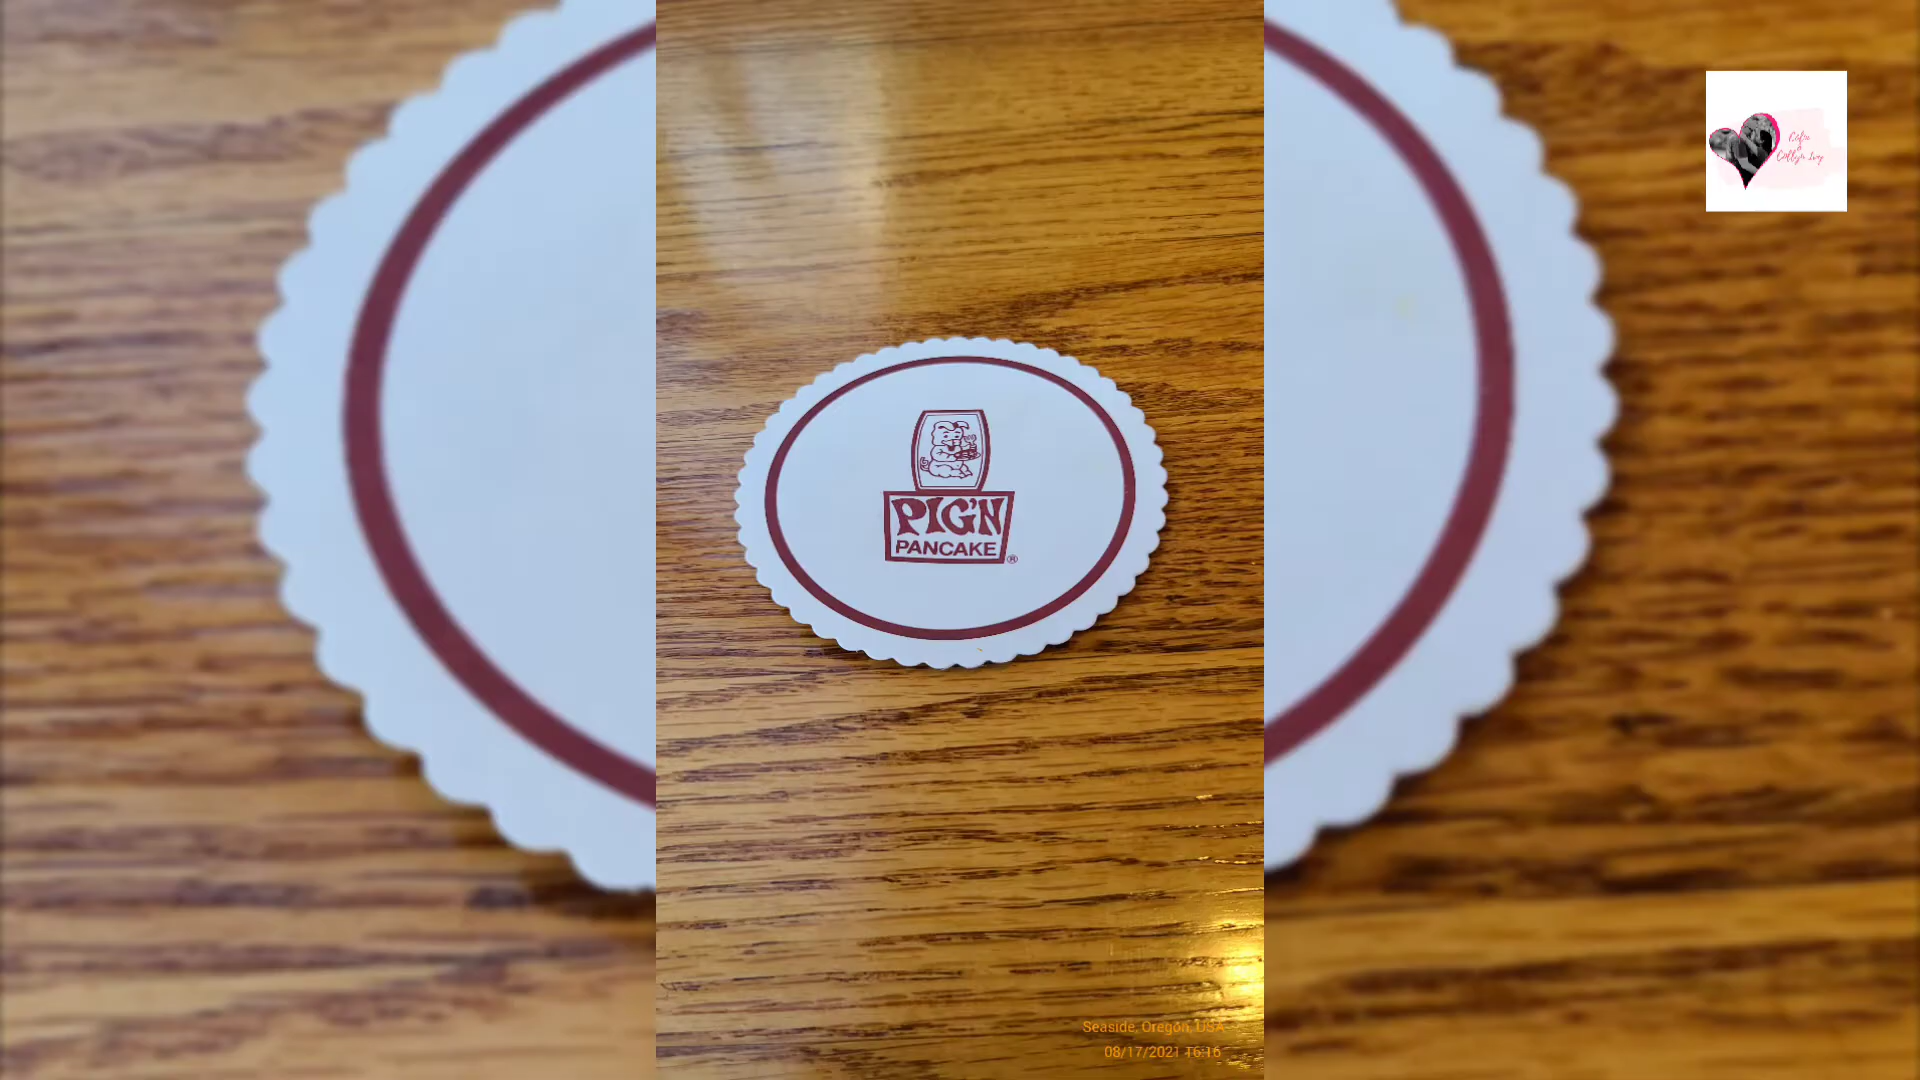 PIG'N
PANCAKE
®
Seaside, Oregon, USA
08/17/2021 16:16